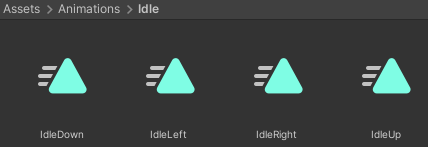 Assets > Animations > Idle
IdleDown IdleLeft IdleRight IdleUp